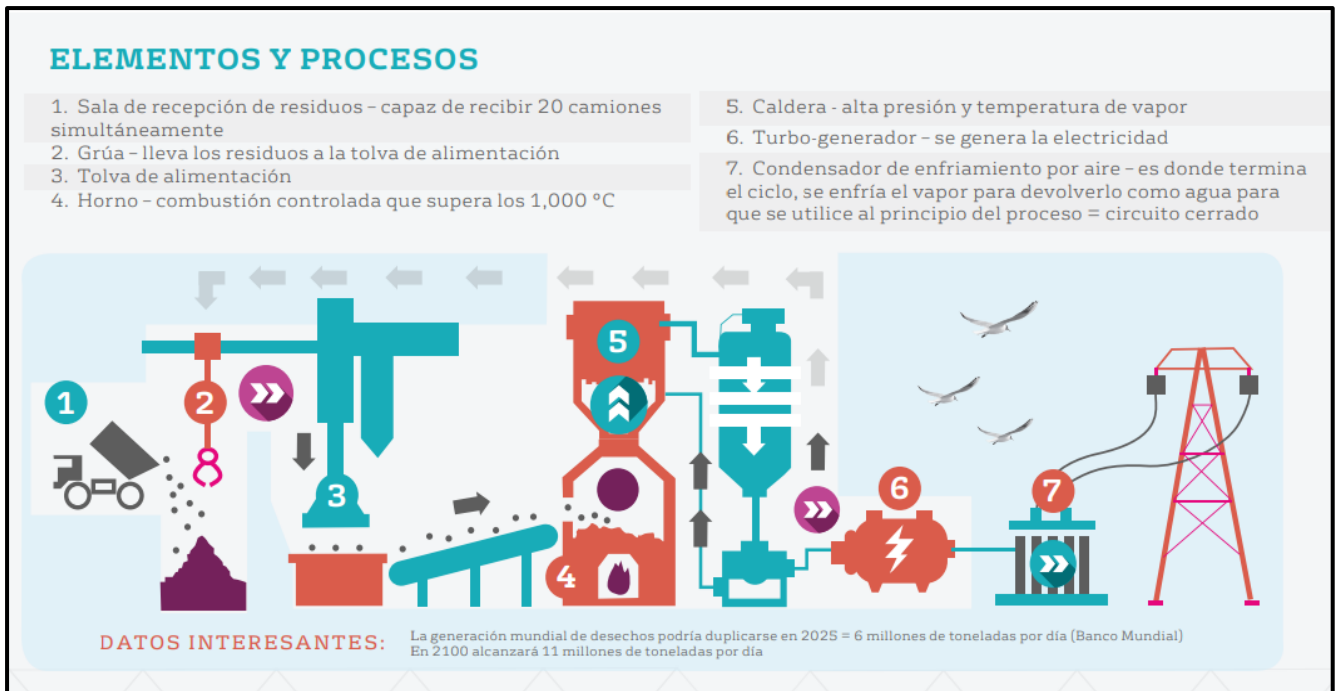 ELEMENTOS Y PROCESOS
1. Sala de recepción de residuos – capaz de recibir 20 camiones
simultáneamente
2. Grúa – lleva los residuos a la tolva de alimentación
3. Tolva de alimentación
4. Horno – combustión controlada que supera los 1,000 °C
5. Caldera - alta presión y temperatura de vapor
6. Turbo-generador – se genera la electricidad
7. Condensador de enfriamiento por aire – es donde termina
el ciclo, se enfría el vapor para devolverlo como agua para
que se utilice al principio del proceso = circuito cerrado
1
2
3
4
5
6
7
DATOS INTERESANTES:
La generación mundial de desechos podría duplicarse en 2025 = 6 millones de toneladas por día (Banco Mundial)
En 2100 alcanzará 11 millones de toneladas por día